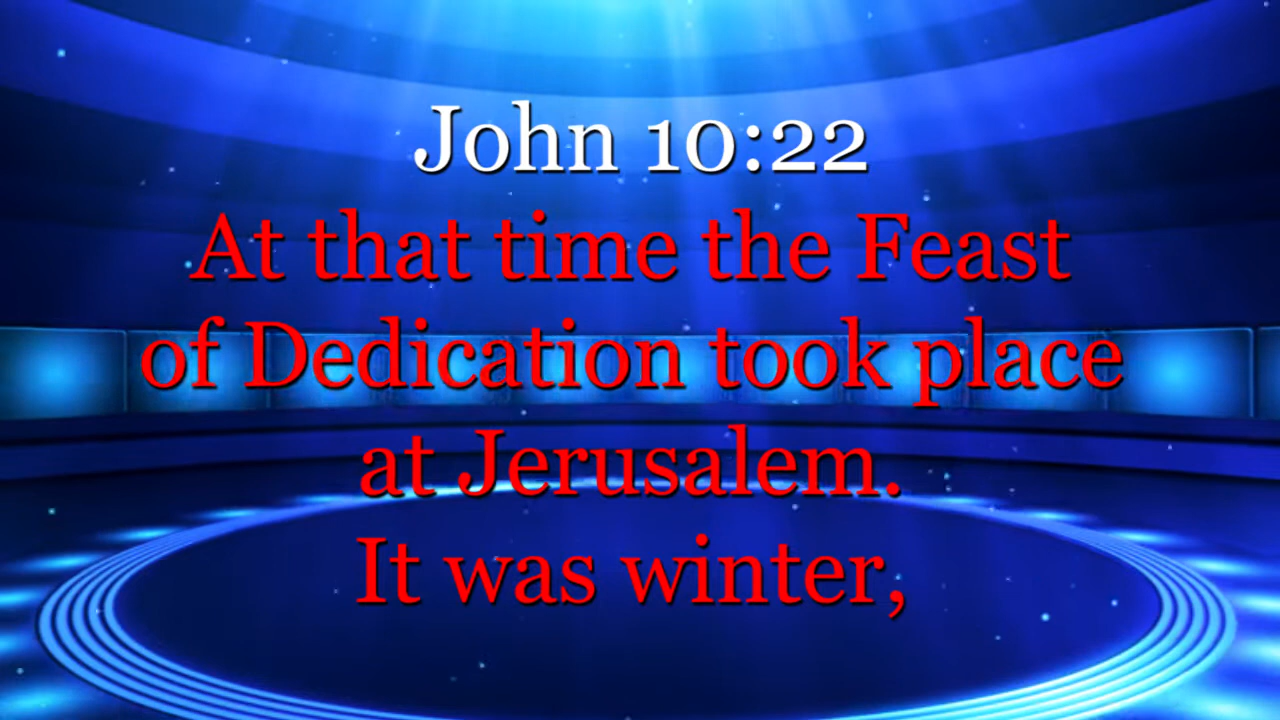 John 10:22
At that time the Feast
of Dedication took place
at Jerusalem.
It was winter,